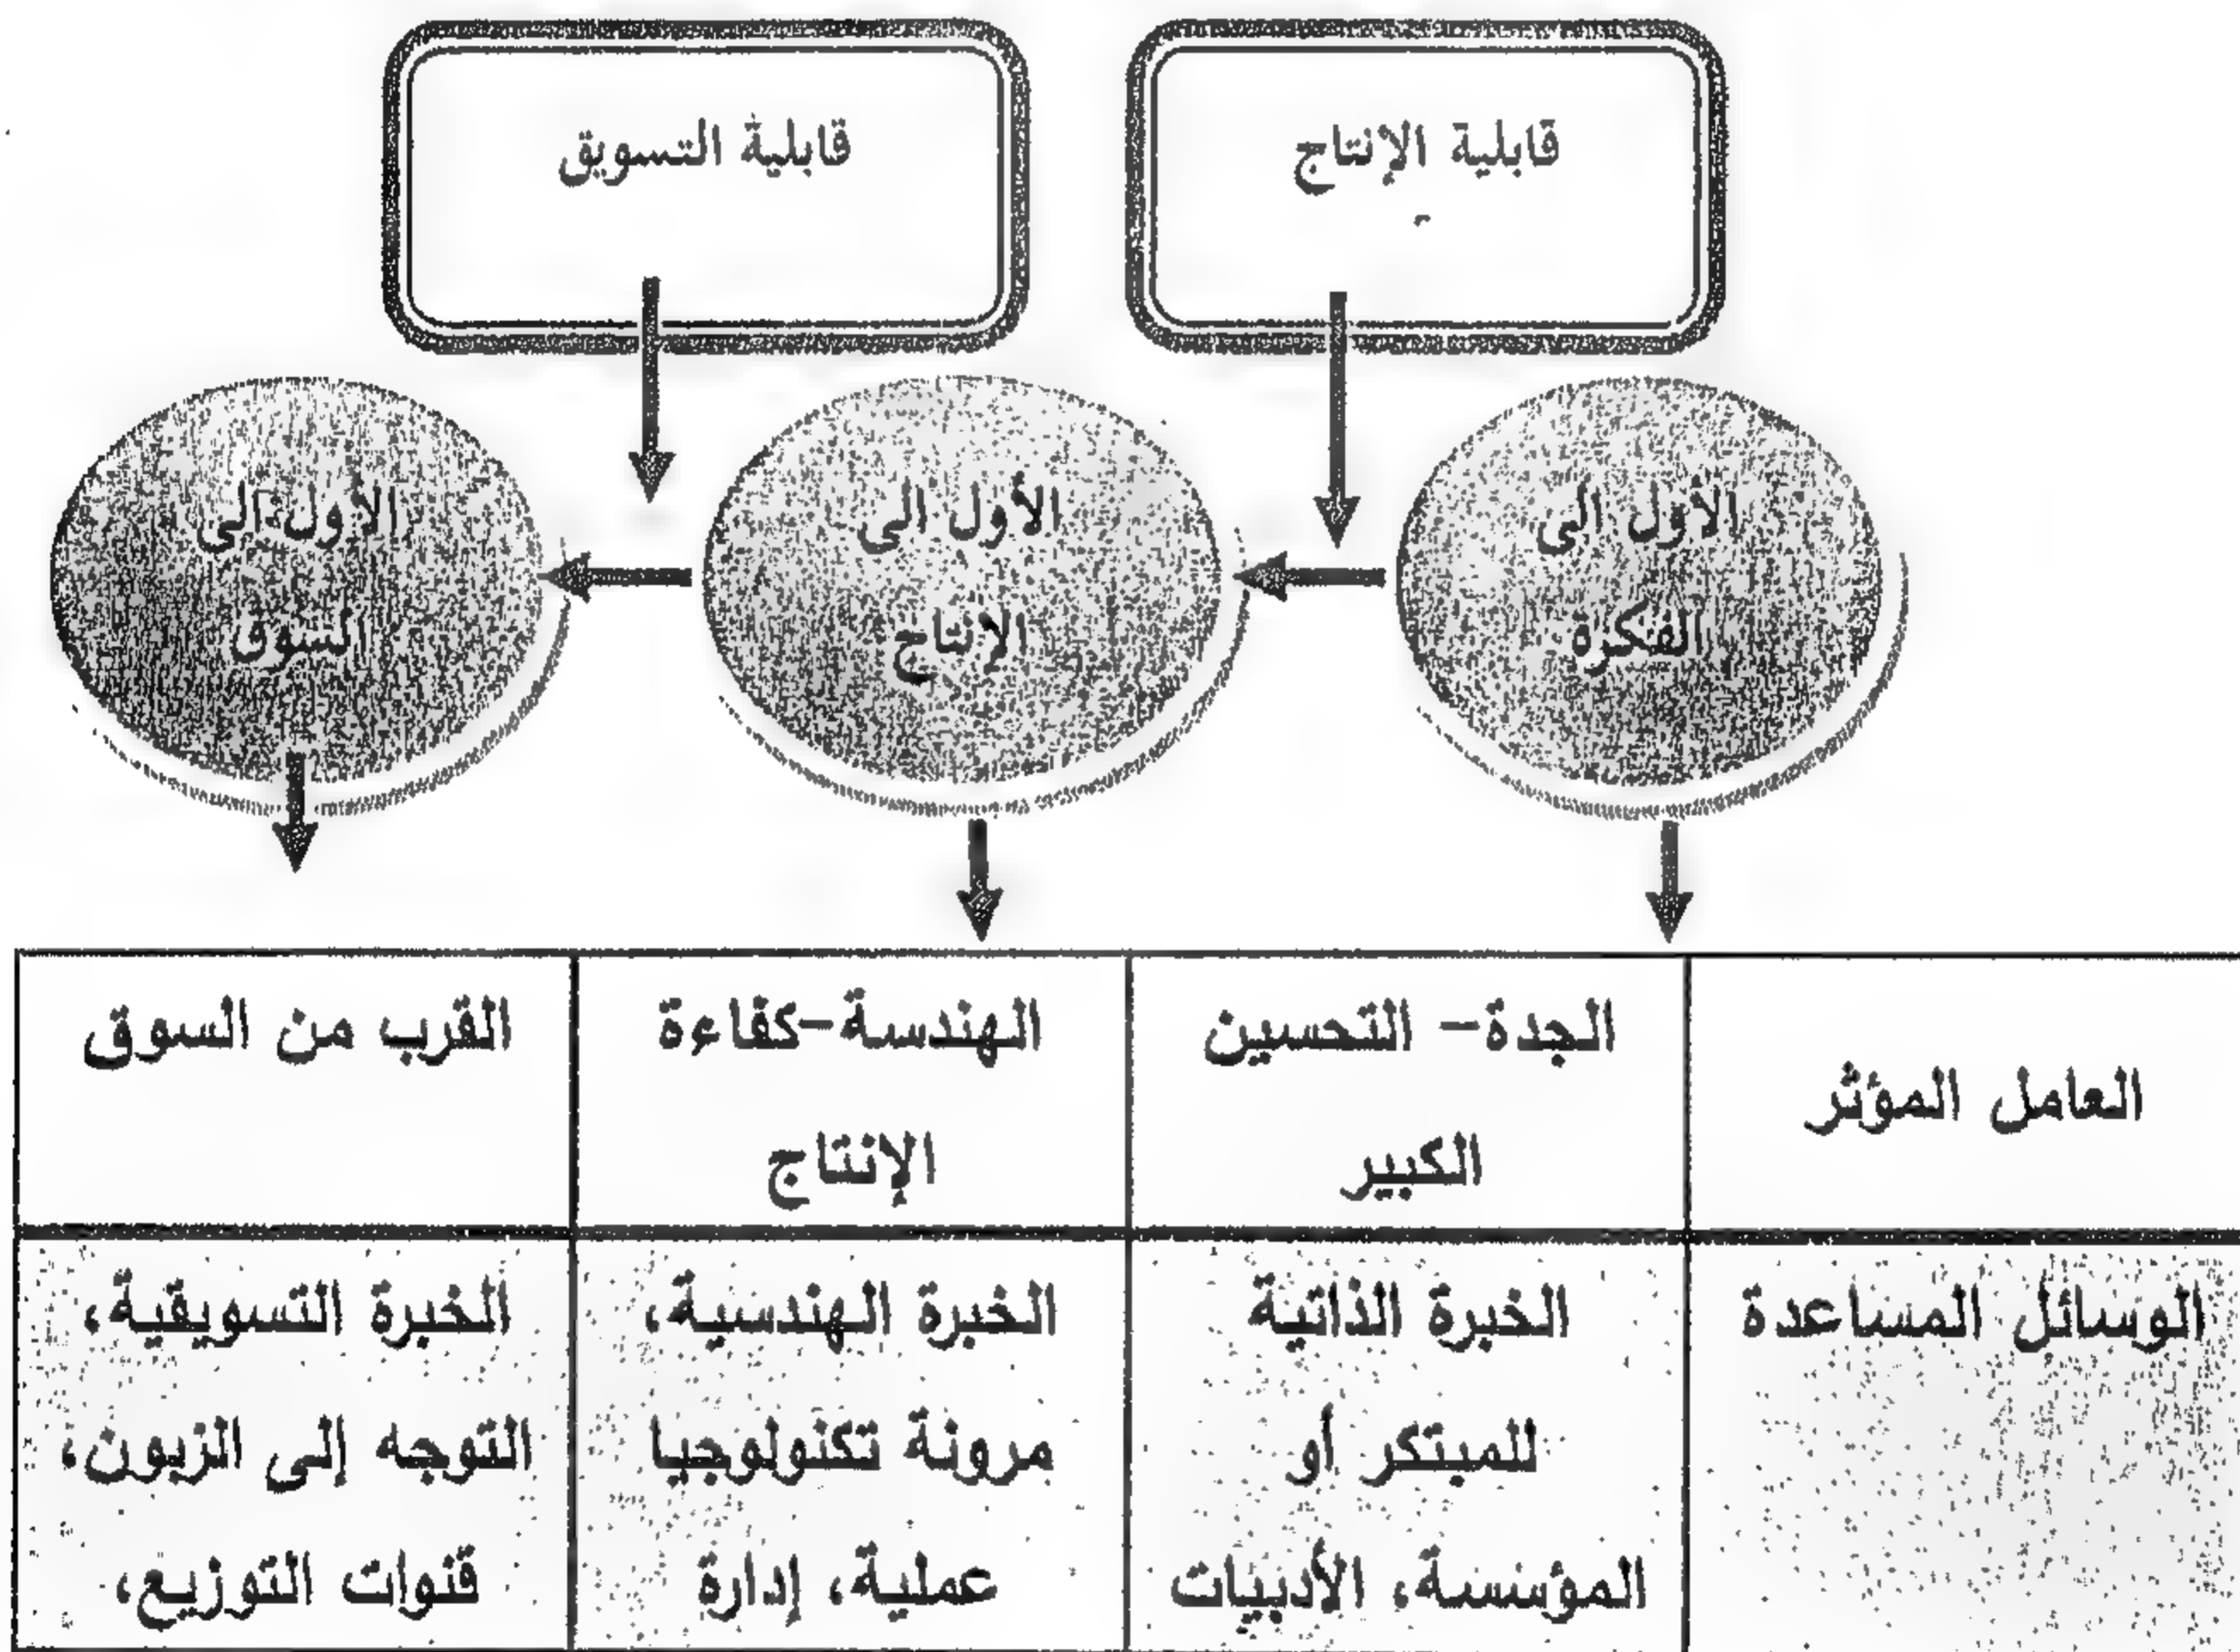 قابلية الإنتاج
قابلية التسويق
الأول الى
الفكرة
الأول الى
الإنتاج
الأول الى
السوق
العامل المؤثر
الجدة- التحسين
الكبير
الهندسة-كفاءة
الإنتاج
القرب من السوق
الوسائل المساعدة
الخبرة الذاتية
للمبتكر أو
المؤسسة، الأدبيات
الخبرة الهندسية،
مرونة تكنولوجيا
عملية، إدارة
الخبرة التسويقية،
التوجه إلى الزبون،
قنوات التوزيع،